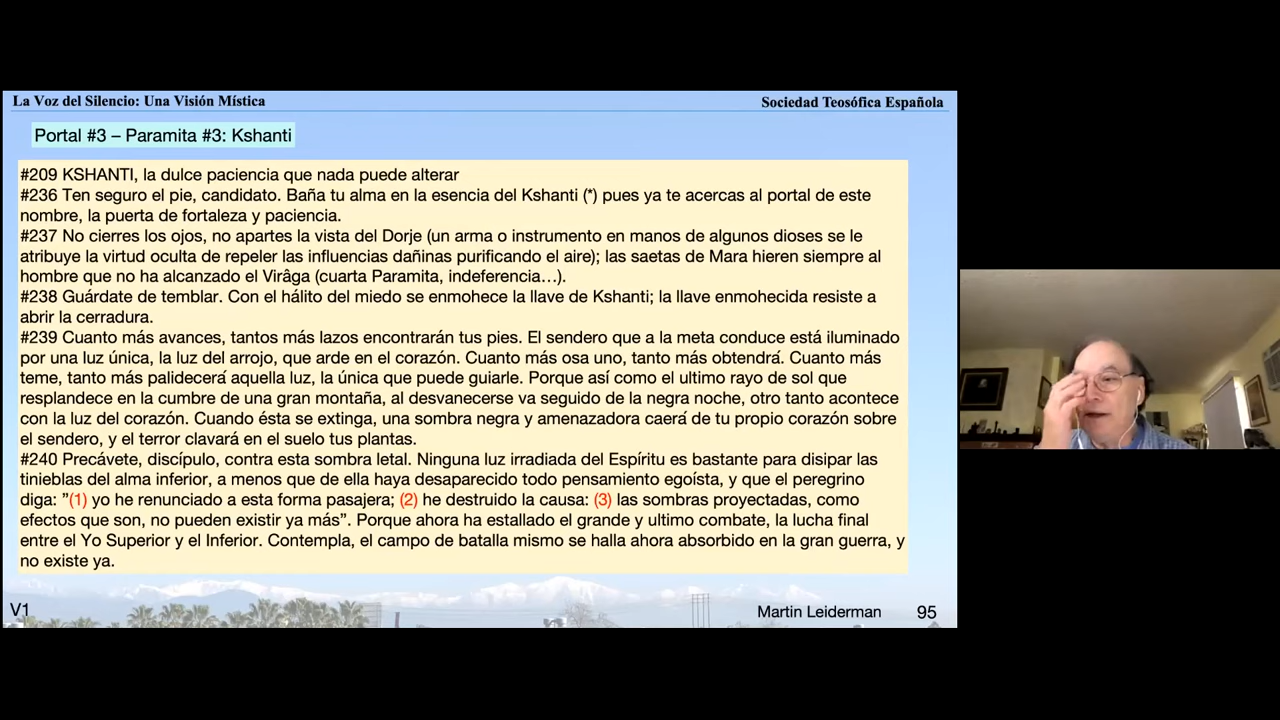 La Voz del Silencio: Una Visión Mística
Sociedad Teosófica Española
Portal #3 – Paramita #3: Kshanti
#209 KSHANTI, la dulce paciencia que nada puede alterar
#236 Ten seguro el pie, candidato. Baña tu alma en la esencia del Kshanti (*) pues ya te acercas al portal de este
nombre, la puerta de fortaleza y paciencia.
#237 No cierres los ojos, no apartes la vista del Dorje (un arma o instrumento en manos de algunos dioses se le
atribuye la virtud oculta de repeler las influencias dañinas purificando el aire); las saetas de Mara hieren siempre al
hombre que no ha alcanzado el Virâga (cuarta Paramita, indeferencia…).
#238 Guárdate de temblar. Con el hálito del miedo se enmohece la llave de Kshanti; la llave enmohecida resiste a
abrir la cerradura.
#239 Cuanto más avances, tantos más lazos encontrarán tus pies. El sendero que a la meta conduce está iluminado
por una luz única, la luz del arrojo, que arde en el corazón. Cuanto más osa uno, tanto más obtendrá. Cuanto más
teme, tanto más palidecerá aquella luz, la única que puede guiarle. Porque así como el ultimo rayo de sol que
resplandece en la cumbre de una gran montaña, al desvanecerse va seguido de la negra noche, otro tanto acontece
con la luz del corazón. Cuando ésta se extinga, una sombra negra y amenazadora caerá de tu propio corazón sobre
el sendero, y el terror clavará en el suelo tus plantas.
#240 Precávete, discípulo, contra esta sombra letal. Ninguna luz irradiada del Espíritu es bastante para disipar las
tinieblas del alma inferior, a menos que de ella haya desaparecido todo pensamiento egoísta, y que el peregrino
diga: ”(1) yo he renunciado a esta forma pasajera; (2) he destruido la causa: (3) las sombras proyectadas, como
efectos que son, no pueden existir ya más”. Porque ahora ha estallado el grande y ultimo combate, la lucha final
entre el Yo Superior y el Inferior. Contempla, el campo de batalla mismo se halla ahora absorbido en la gran guerra, y
no existe ya.
V1
Martin Leiderman
95